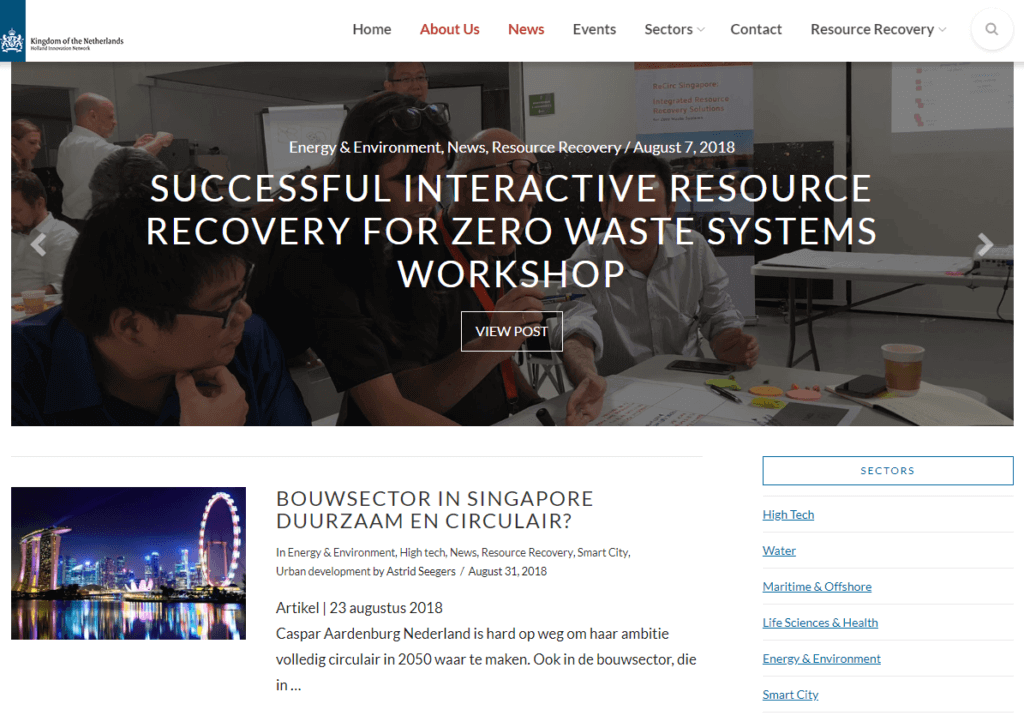 Kingdom of the Netherlands
Holland Innovation Network
Home About Us News Events Sectors Contact Resource Recovery
ReCirc Singapore:
Integrated Resource
Recovery Solutions
for Zero Waste Systems
Energy & Environment, News, Resource Recovery / August 7, 2018
SUCCESSFUL INTERACTIVE RESOURCE
RECOVERY FOR ZERO WASTE SYSTEMS
WORKSHOP
VIEW POST
BOUWSECTOR IN SINGAPORE
DUURZAAM EN CIRCULAIR?
In Energy & Environment, High tech, News, Resource Recovery, Smart City,
Urban development by Astrid Seegers / August 31, 2018
Artikel | 23 augustus 2018
Caspar Aardenburg Nederland is hard op weg om haar ambitie
volledig circulair in 2050 waar te maken. Ook in de bouwsector, die
in ...
SECTORS
High Tech
Water
Maritime & Offshore
Life Sciences & Health
Energy & Environment
Smart City